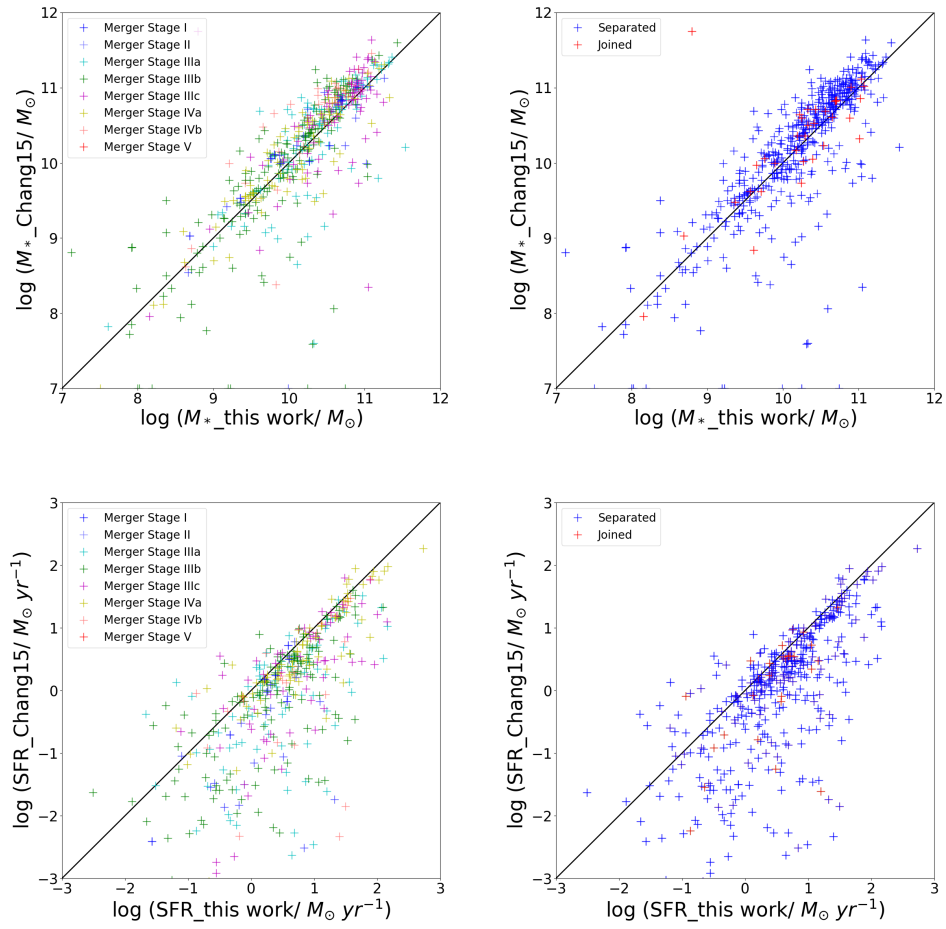 12
11
10
9
8
7
log (M*_Chang15/ M⊙)
Merger Stage I
Merger Stage II
Merger Stage IIIa
Merger Stage IIIb
Merger Stage IIIc
Merger Stage IVa
Merger Stage IVb
Merger Stage V
7 8 9 10 11 12
log (M*_this work/ M⊙)
12
11
10
9
8
7
log (M*_Chang15/ M⊙)
Separated
Joined
7 8 9 10 11 12
log (M*_this work/ M⊙)
3
2
1
0
−1
−2
−3
log (SFR_Chang15/ M⊙ yr⁻¹)
Merger Stage I
Merger Stage II
Merger Stage IIIa
Merger Stage IIIb
Merger Stage IIIc
Merger Stage IVa
Merger Stage IVb
Merger Stage V
−3 −2 −1 0 1 2 3
log (SFR_this work/ M⊙ yr⁻¹)
3
2
1
0
−1
−2
−3
log (SFR_Chang15/ M⊙ yr⁻¹)
Separated
Joined
−3 −2 −1 0 1 2 3
log (SFR_this work/ M⊙ yr⁻¹)